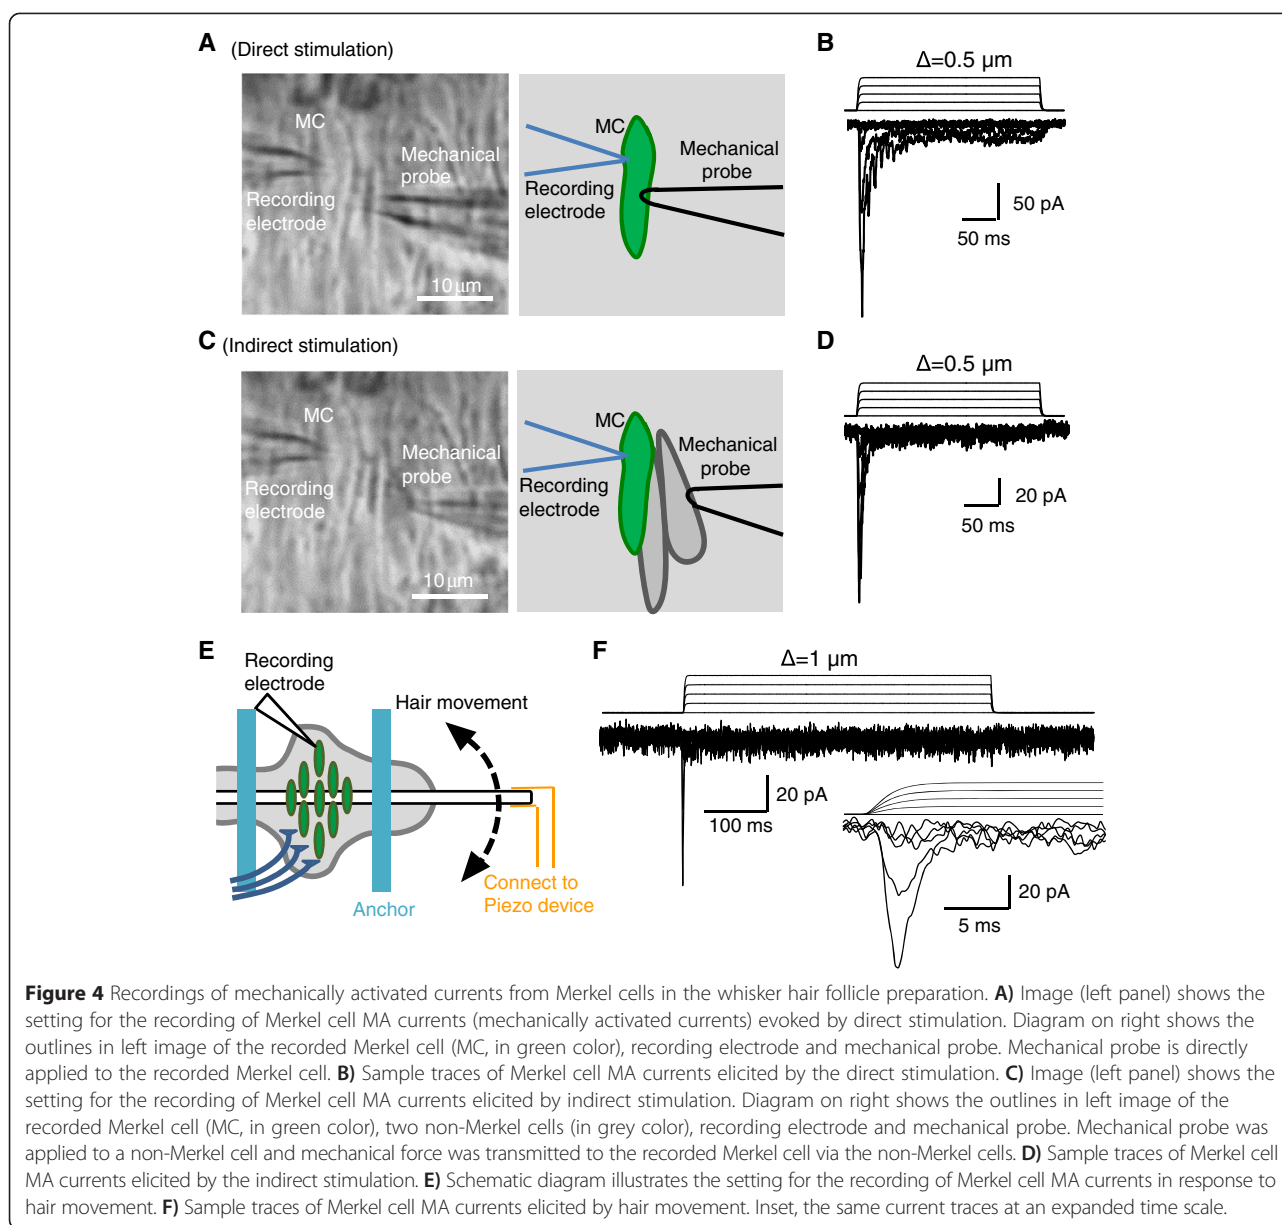 A (Direct stimulation)
MC
Recording
electrode
Mechanical
probe
10 μm
MC
Recording
electrode
Mechanical
probe
B
Δ=0.5 μm
50 pA
50 ms
C (Indirect stimulation)
MC
Recording
electrode
Mechanical
probe
10 μm
MC
Recording
electrode
Mechanical
probe
D
Δ=0.5 μm
20 pA
50 ms
E
Recording
electrode
Hair movement
Anchor
Connect to
Piezo device
F
Δ=1 μm
20 pA
100 ms
20 pA
5 ms
Figure 4 Recordings of mechanically activated currents from Merkel cells in the whisker hair follicle preparation. A) Image (left panel) shows the
setting for the recording of Merkel cell MA currents (mechanically activated currents) evoked by direct stimulation. Diagram on right shows the
outlines in left image of the recorded Merkel cell (MC, in green color), recording electrode and mechanical probe. Mechanical probe is directly
applied to the recorded Merkel cell. B) Sample traces of Merkel cell MA currents elicited by the direct stimulation. C) Image (left panel) shows the
setting for the recording of Merkel cell MA currents elicited by indirect stimulation. Diagram on right shows the outlines in left image of the
recorded Merkel cell (MC, in green color), two non-Merkel cells (in grey color), recording electrode and mechanical probe. Mechanical probe was
applied to a non-Merkel cell and mechanical force was transmitted to the recorded Merkel cell via the non-Merkel cells. D) Sample traces of Merkel cell
MA currents elicited by the indirect stimulation. E) Schematic diagram illustrates the setting for the recording of Merkel cell MA currents in response to
hair movement. F) Sample traces of Merkel cell MA currents elicited by hair movement. Inset, the same current traces at an expanded time scale.